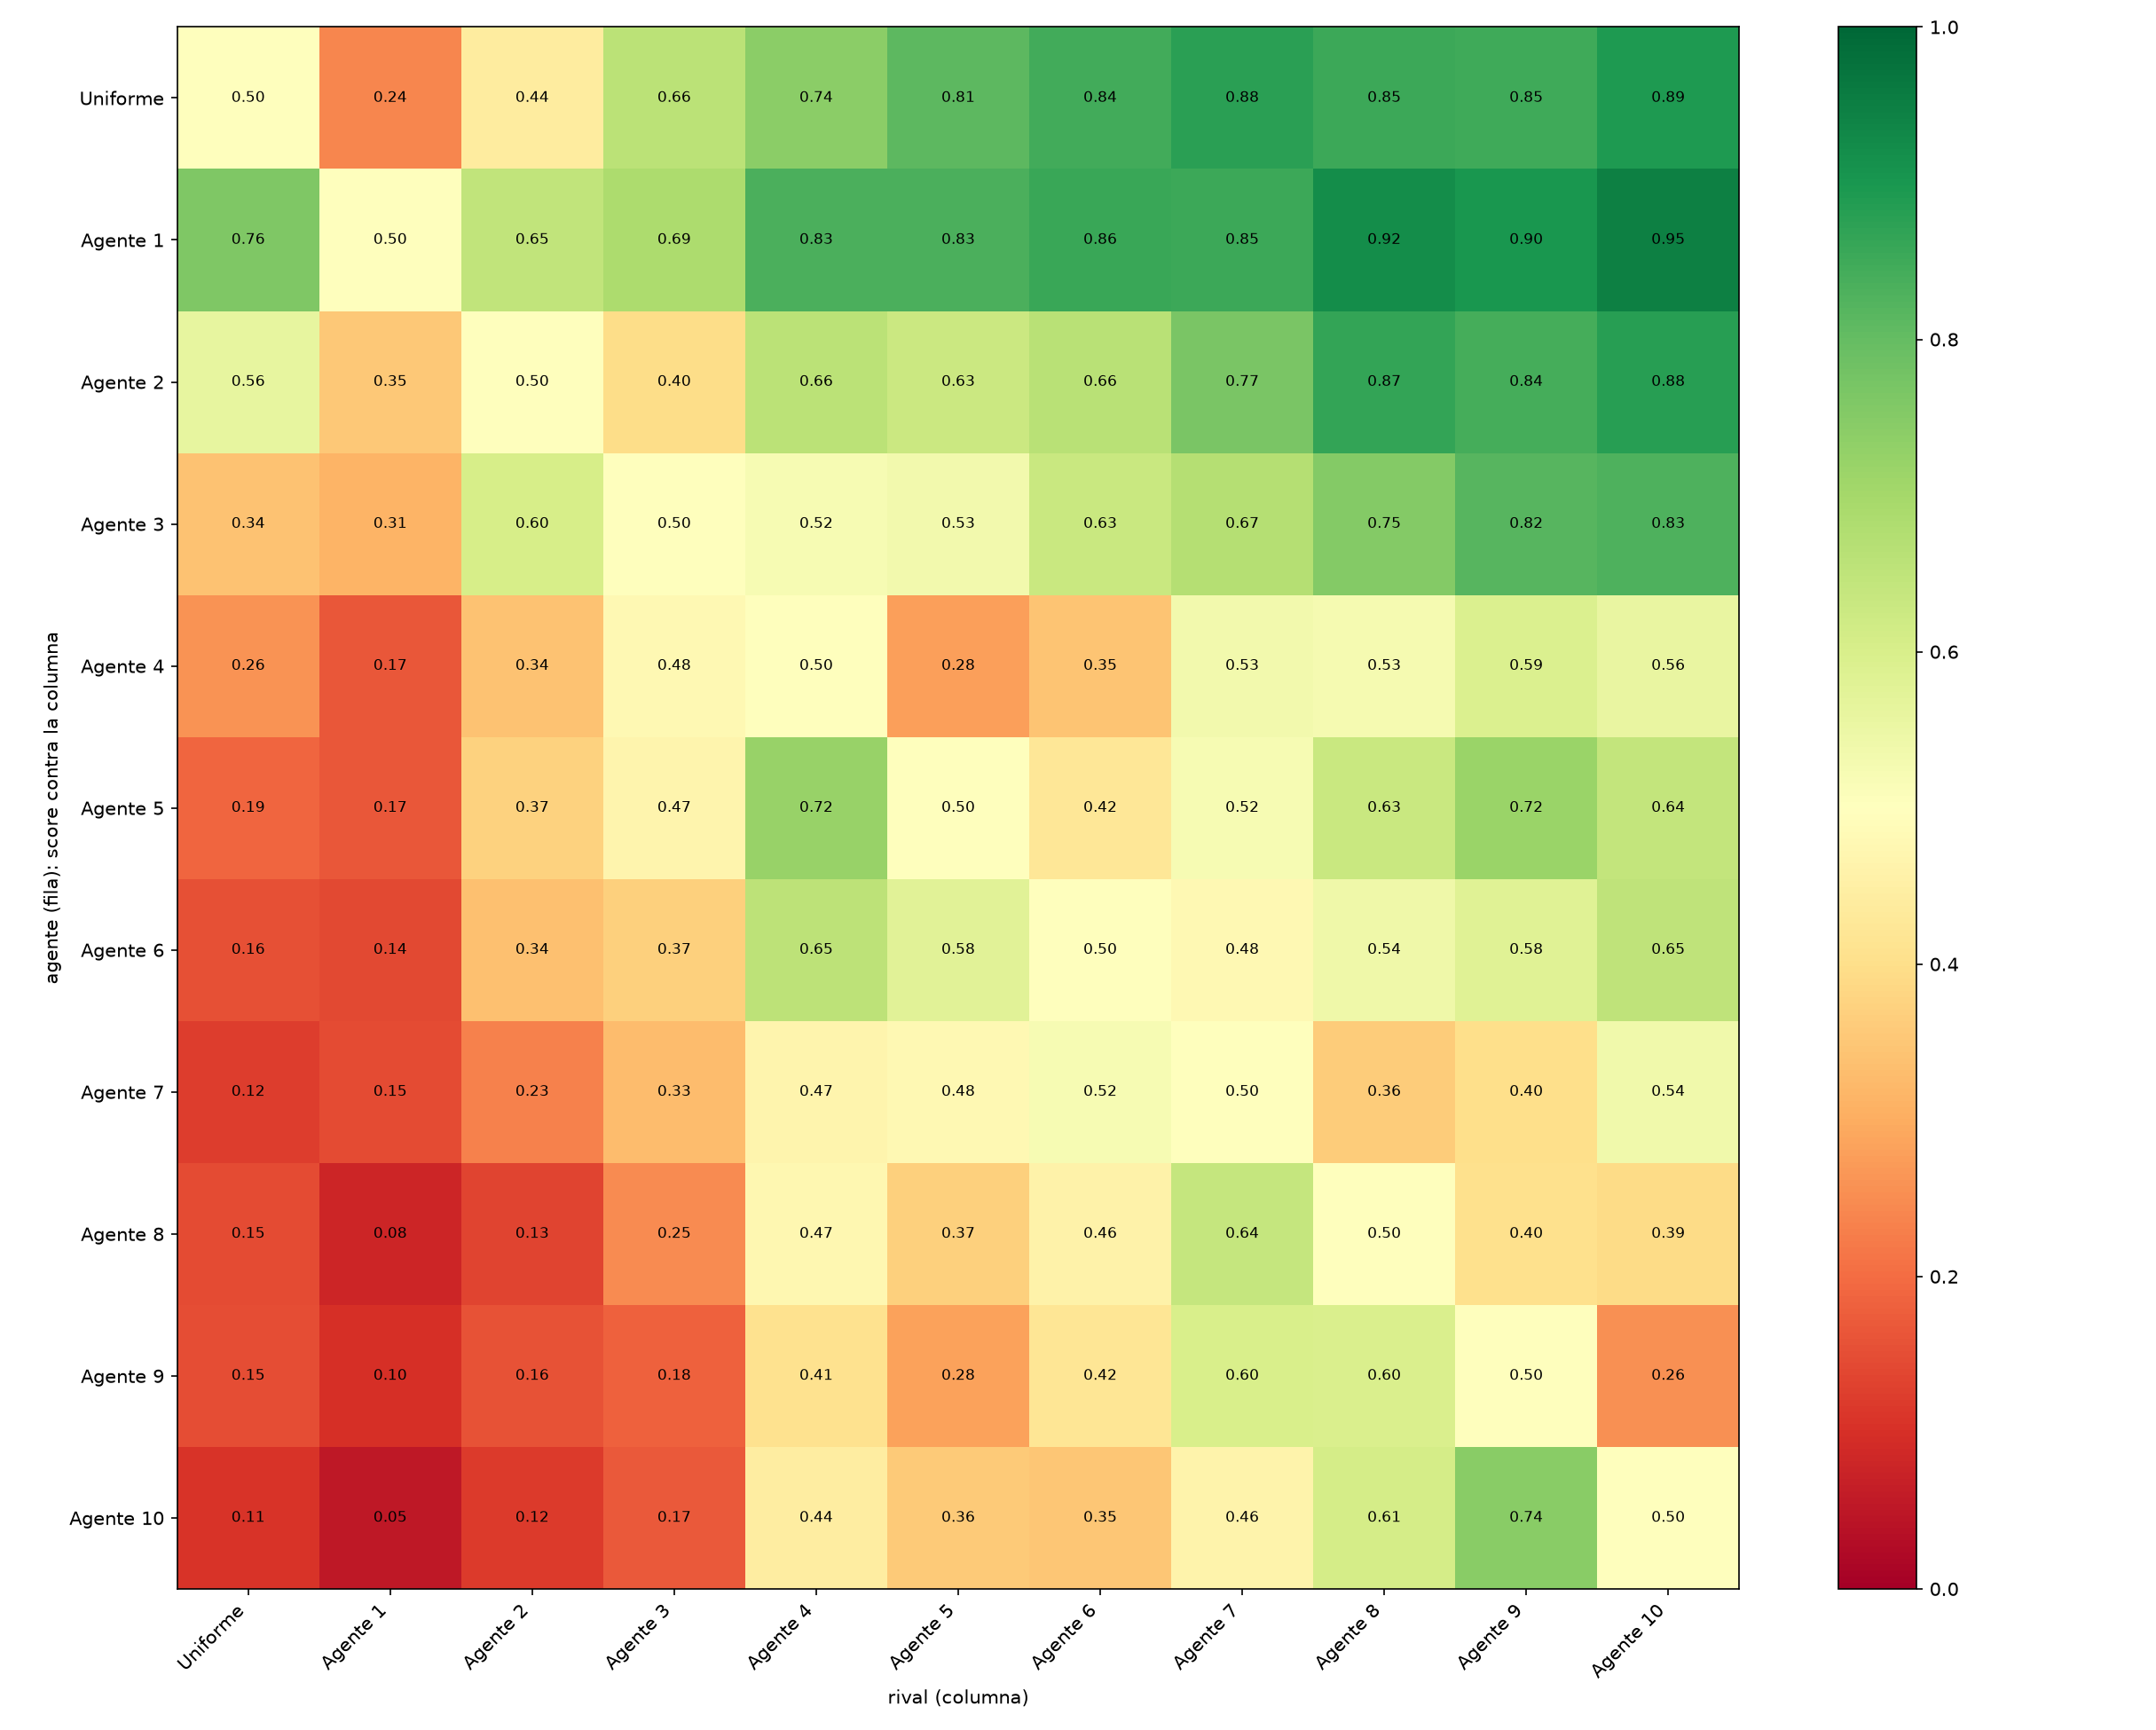 Uniforme 0.50 0.24 0.44 0.66 0.74 0.81 0.84 0.88 0.85 0.85 0.89
Agente 1 0.76 0.50 0.65 0.69 0.83 0.83 0.86 0.85 0.92 0.90 0.95
Agente 2 0.56 0.35 0.50 0.40 0.66 0.63 0.66 0.77 0.87 0.84 0.88
Agente 3 0.34 0.31 0.60 0.50 0.52 0.53 0.63 0.67 0.75 0.82 0.83
Agente 4 0.26 0.17 0.34 0.48 0.50 0.28 0.35 0.53 0.53 0.59 0.56
Agente 5 0.19 0.17 0.37 0.47 0.72 0.50 0.42 0.52 0.63 0.72 0.64
Agente 6 0.16 0.14 0.34 0.37 0.65 0.58 0.50 0.48 0.54 0.58 0.65
Agente 7 0.12 0.15 0.23 0.33 0.47 0.48 0.52 0.50 0.36 0.40 0.54
Agente 8 0.15 0.08 0.13 0.25 0.47 0.37 0.46 0.64 0.50 0.40 0.39
Agente 9 0.15 0.10 0.16 0.18 0.41 0.28 0.42 0.60 0.60 0.50 0.26
Agente 10 0.11 0.05 0.12 0.17 0.44 0.36 0.35 0.46 0.61 0.74 0.50
Uniforme Agente 1 Agente 2 Agente 3 Agente 4 Agente 5 Agente 6 Agente 7 Agente 8 Agente 9 Agente 10
rival (columna)
agente (fila): score contra la columna
1.0
0.8
0.6
0.4
0.2
0.0